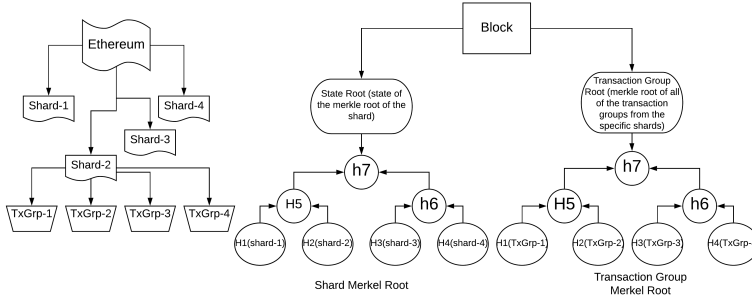 Ethereum
Shard-1
Shard-4
Shard-3
Shard-2
TxGrp-1
TxGrp-2
TxGrp-3
TxGrp-4
Block
State Root (state of
the merkle root of the
shard)
h7
H5
h6
H1(shard-1)
H2(shard-2)
H3(shard-3)
H4(shard-4)
Shard Merkel Root
Transaction Group
Root (merkle root of all
of the transaction
groups from the
specific shards)
h7
H5
h6
H1(TxGrp-1)
H2(TxGrp-2)
H3(TxGrp-3)
H4(TxGrp-
Transaction Group
Merkel Root